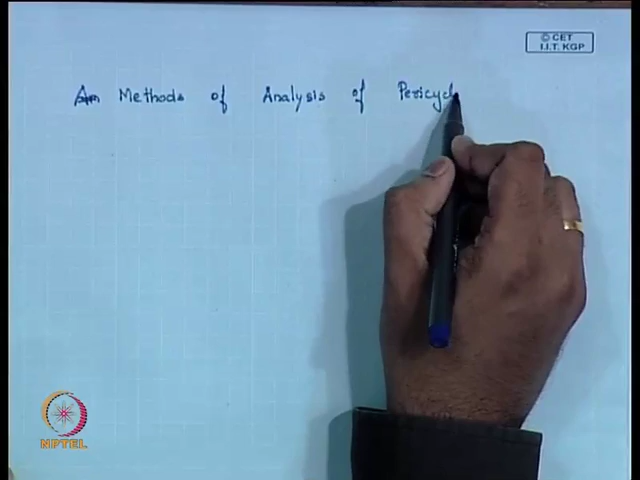 © CET
I.I.T. KGP
Methods of Analysis of Pericycl
NPTEL